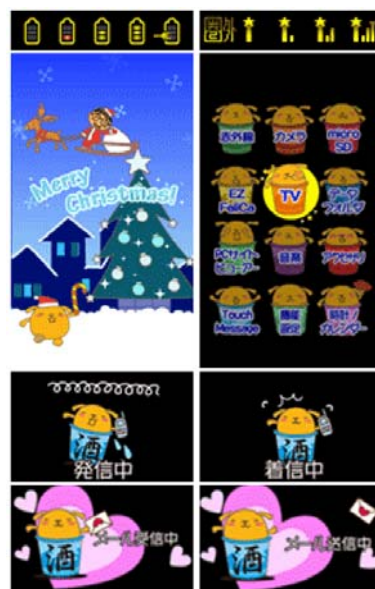 圏外
Merry
Christmas!
赤外線
カメラ
micro
SD
EZ
FeliCa
TV
データ
フォルダ
PCサイト
ビューアー
音楽
アクセサリ
Touch
Message
機能
設定
時計/
カレンダー
酒
発信中
酒
着信中
酒
メール受信中
酒
メール送信中